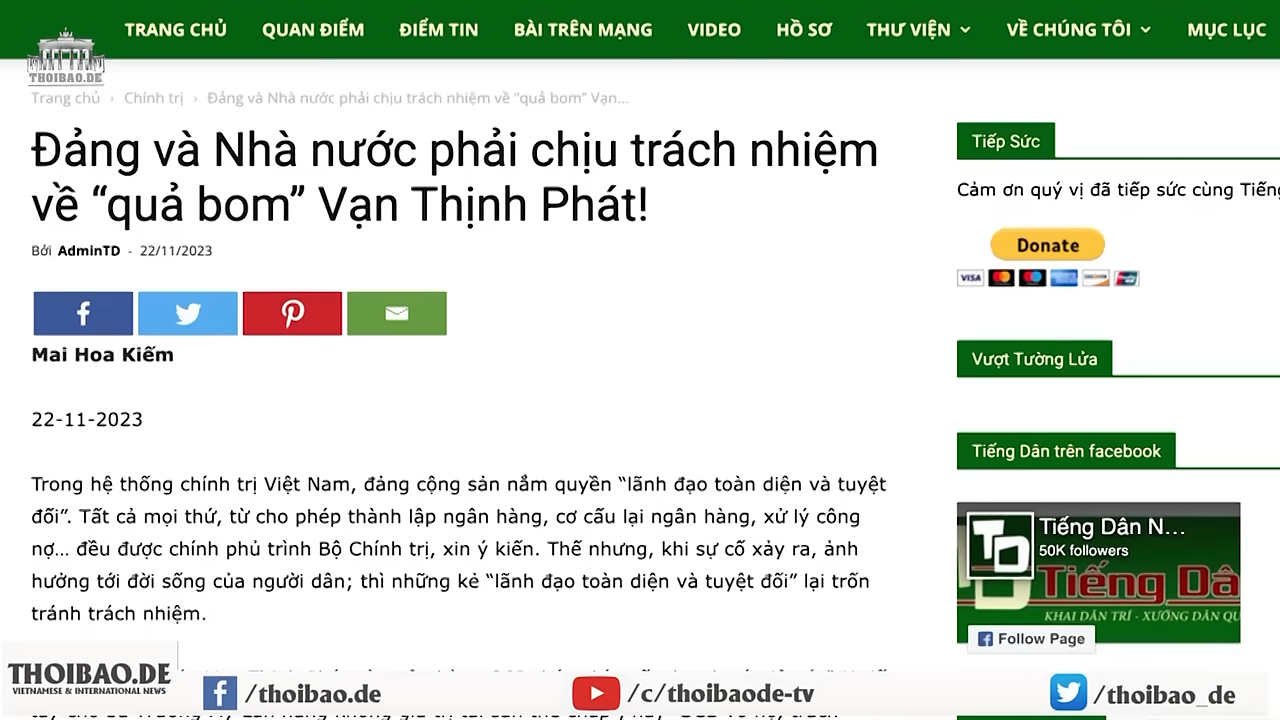 TRANG CHỦ QUAN ĐIỂM ĐIỂM TIN BÀI TRÊN MẠNG VIDEO HỒ SƠ THƯ VIỆN VỀ CHÚNG TÔI MỤC LỤC
THOIBAO.DE
Trang chủ › Chính trị › Đảng và Nhà nước phải chịu trách nhiệm về “quả bom” Vạn...
Đảng và Nhà nước phải chịu trách nhiệm
về “quả bom” Vạn Thịnh Phát!
Bởi AdminTD - 22/11/2023
Mai Hoa Kiếm
22-11-2023
Trong hệ thống chính trị Việt Nam, đảng cộng sản nắm quyền “lãnh đạo toàn diện và tuyệt
đối”. Tất cả mọi thứ, từ cho phép thành lập ngân hàng, cơ cấu lại ngân hàng, xử lý công
nợ… đều được chính phủ trình Bộ Chính trị, xin ý kiến. Thế nhưng, khi sự cố xảy ra, ảnh
hưởng tới đời sống của người dân; thì những kẻ “lãnh đạo toàn diện và tuyệt đối” lại trốn
tránh trách nhiệm.
Tiếp Sức
Cảm ơn quý vị đã tiếp sức cùng Tiếng
Donate
VISA
Vượt Tường Lửa
Tiếng Dân trên facebook
Tiếng Dân N...
50K followers
Tiếng Dâ
KHAI DÂN TRÍ - XƯỚNG DÂN QU
Follow Page
THOIBAO.DE
VIETNAMESE & INTERNATIONAL NEWS
/thoibao.de
/c/thoibaode-tv
/thoibao_de